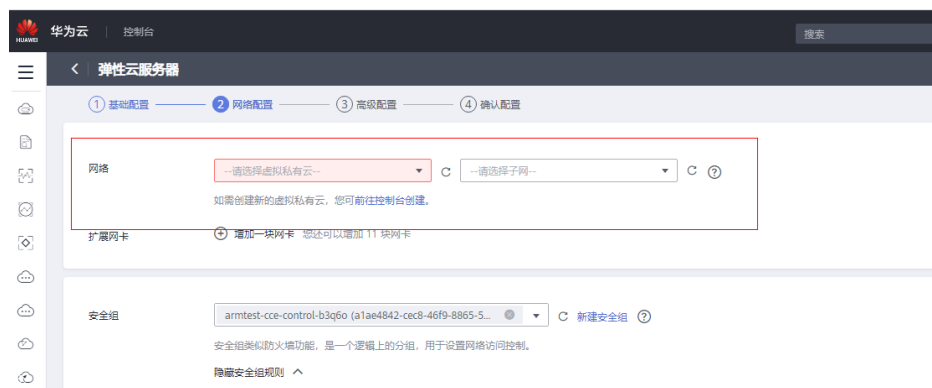 HUAWEI 华为云 控制台 搜索
弹性云服务器
1 基础配置 2 网络配置 3 高级配置 4 确认配置
网络 --请选择虚拟私有云-- --请选择子网--
如需创建新的虚拟私有云，您可前往控制台创建。
扩展网卡 增加一块网卡 您还可以增加 11 块网卡
安全组 armtest-cce-control-b3q6o (a1ae4842-cec8-46f9-8865-5... 新建安全组
安全组类似防火墙功能，是一个逻辑上的分组，用于设置网络访问控制。
隐藏安全组规则